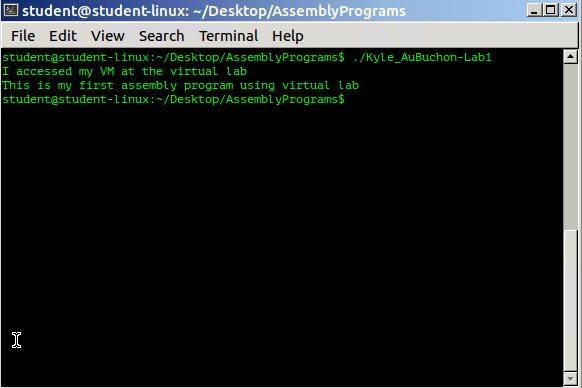 student@student-linux: ~/Desktop/AssemblyPrograms
File Edit View Search Terminal Help
student@student-linux:~/Desktop/AssemblyPrograms$ ./Kyle_AuBuchon-Lab1
I accessed my VM at the virtual lab
This is my first assembly program using virtual lab
student@student-linux:~/Desktop/AssemblyPrograms$